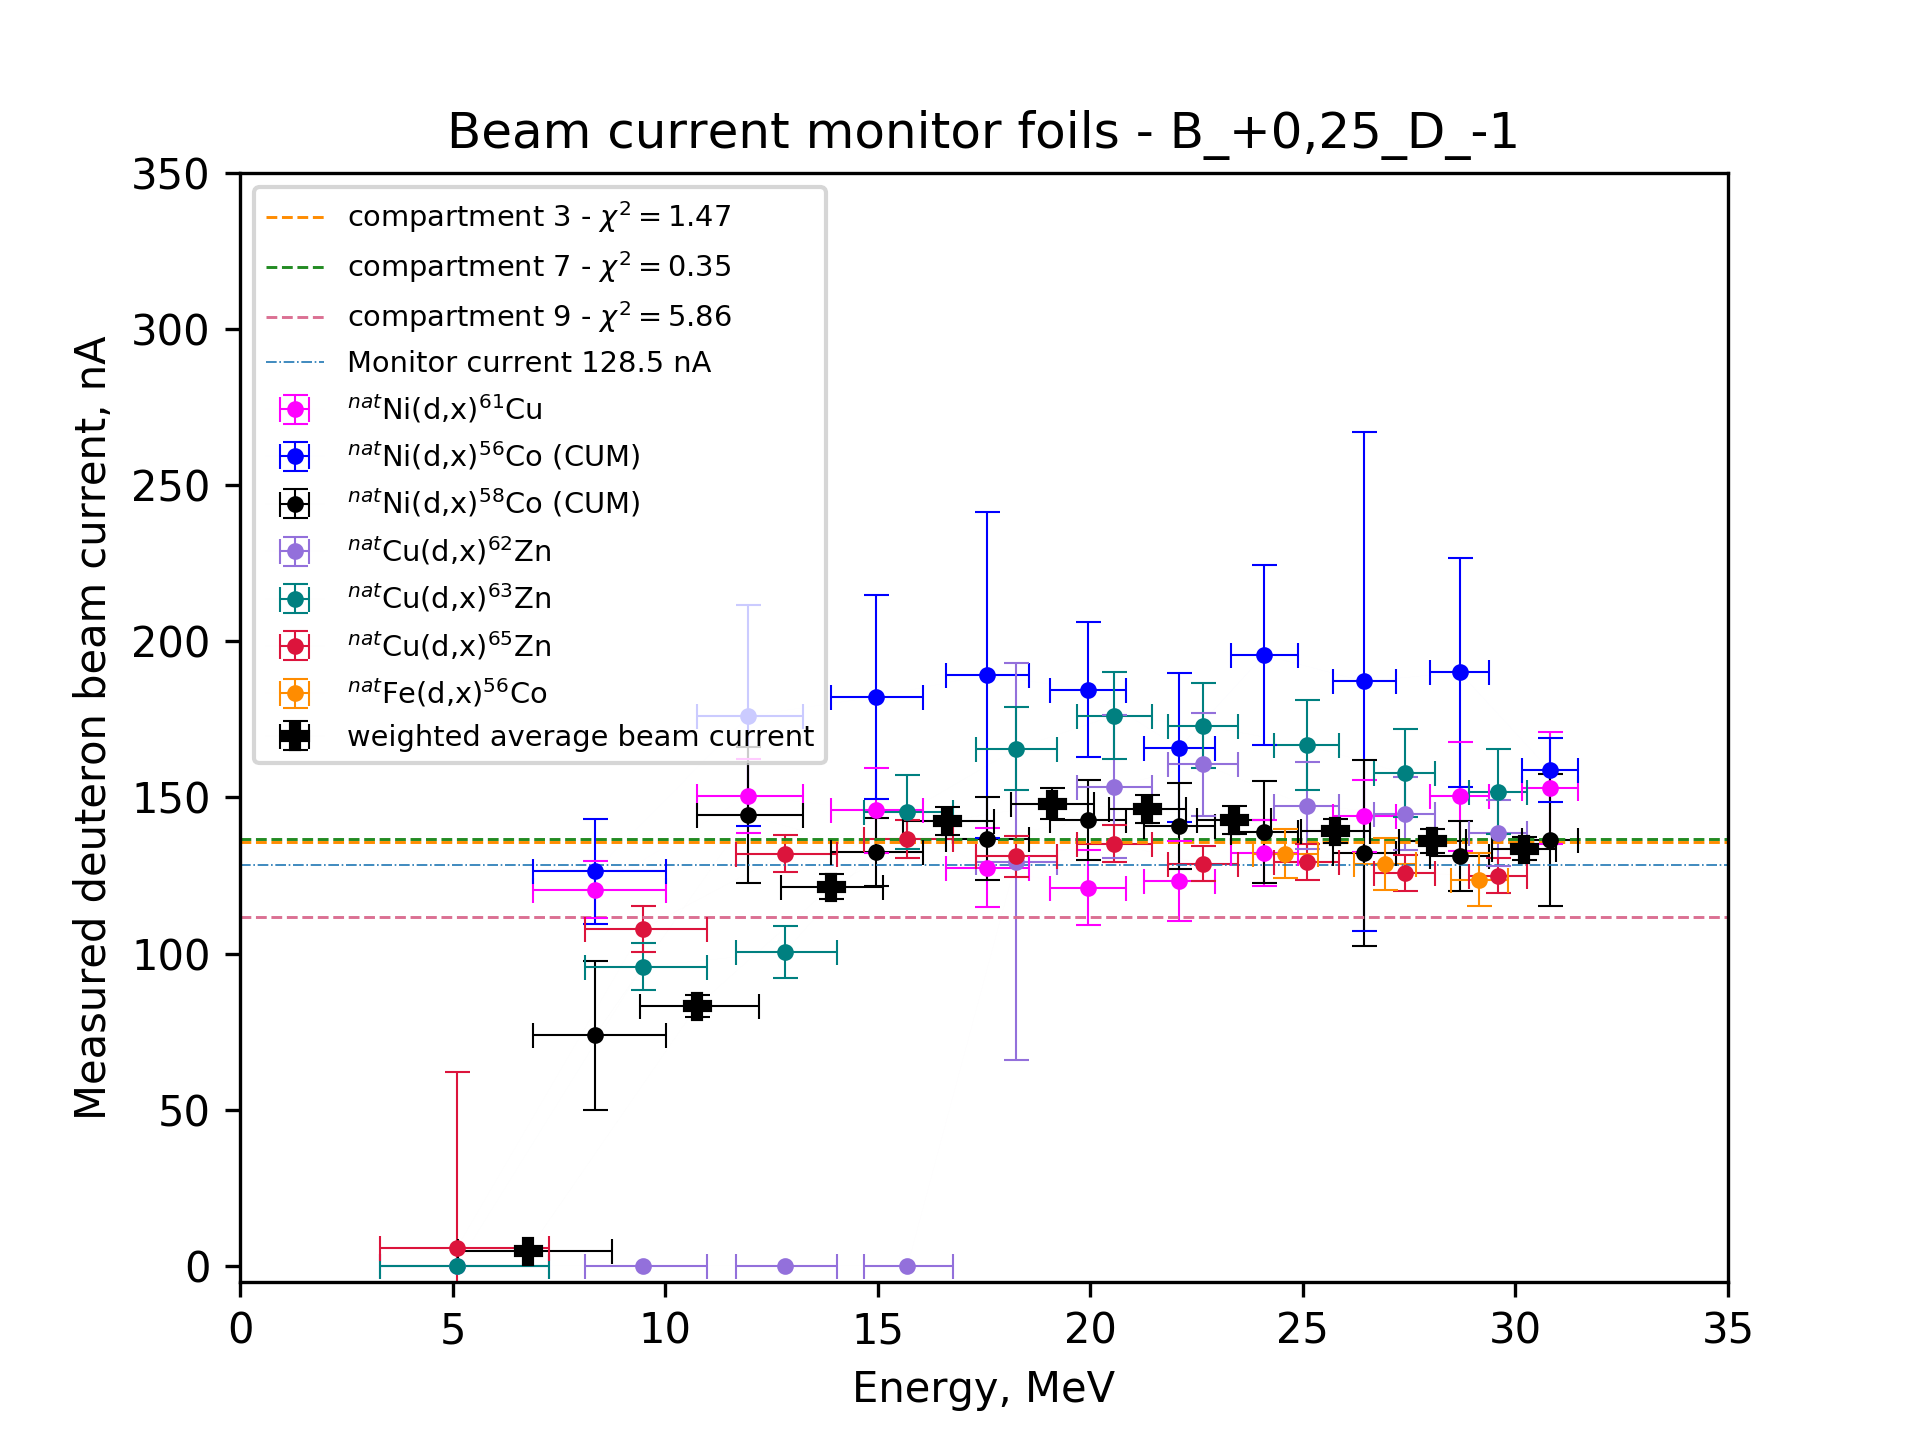 Beam current monitor foils - B_+0,25_D_-1
350
300
250
200
150
100
50
0
Measured deuteron beam current, nA
compartment 3 - χ² = 1.47
compartment 7 - χ² = 0.35
compartment 9 - χ² = 5.86
Monitor current 128.5 nA
ⁿᵃᵗNi(d,x)⁶¹Cu
ⁿᵃᵗNi(d,x)⁵⁶Co (CUM)
ⁿᵃᵗNi(d,x)⁵⁸Co (CUM)
ⁿᵃᵗCu(d,x)⁶²Zn
ⁿᵃᵗCu(d,x)⁶³Zn
ⁿᵃᵗCu(d,x)⁶⁵Zn
ⁿᵃᵗFe(d,x)⁵⁶Co
weighted average beam current
0 5 10 15 20 25 30 35
Energy, MeV